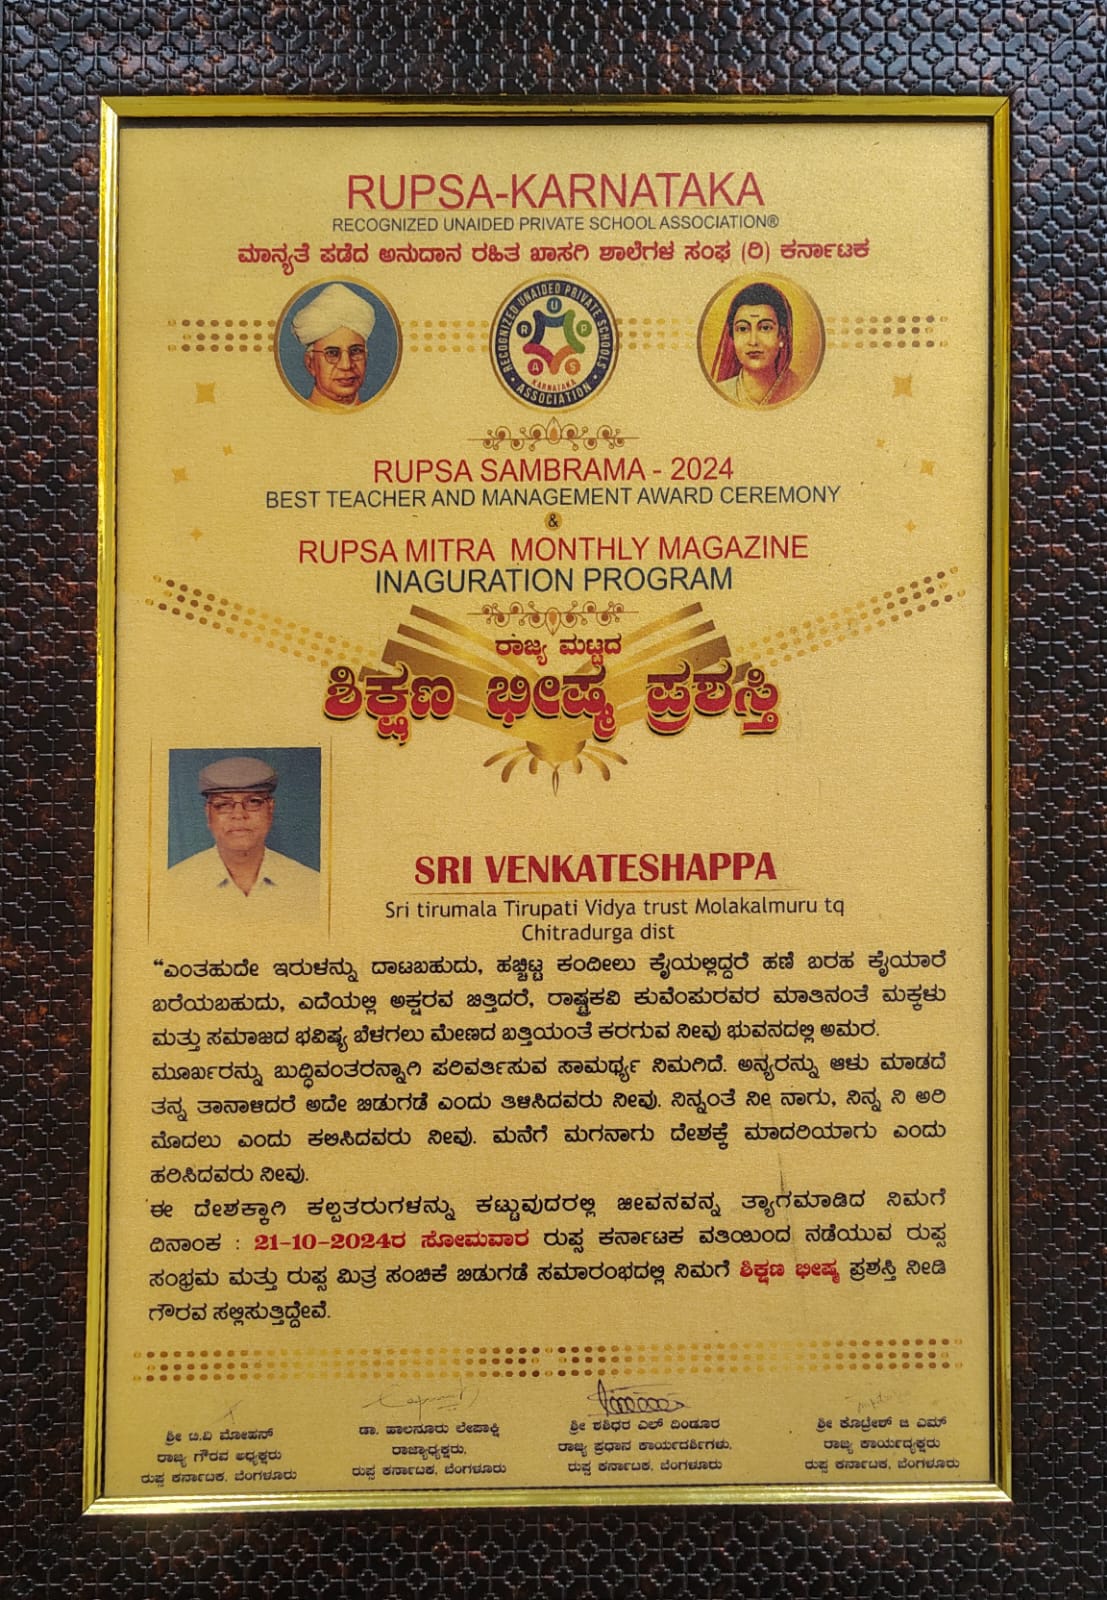 RUPSA-KARNATAKA
RECOGNIZED UNAIDED PRIVATE SCHOOL ASSOCIATION®
ಮಾನ್ಯತೆ ಪಡೆದ ಅನುದಾನ ರಹಿತ ಖಾಸಗಿ ಶಾಲೆಗಳ ಸಂಘ (ರಿ) ಕರ್ನಾಟಕ
RECOGNIZED UNAIDED PRIVATE SCHOOLS
R U P S A
KARNATAKA
ASSOCIATION
RUPSA SAMBRAMA - 2024
BEST TEACHER AND MANAGEMENT AWARD CEREMONY
&
RUPSA MITRA MONTHLY MAGAZINE
INAGURATION PROGRAM
ರಾಜ್ಯ ಮಟ್ಟದ
ಶಿಕ್ಷಣ ಭೀಷ್ಮ ಪ್ರಶಸ್ತಿ
SRI VENKATESHAPPA
Sri tirumala Tirupati Vidya trust Molakalmuru tq
Chitradurga dist
“ಎಂತಹುದೇ ಇರುಳನ್ನು ದಾಟಬಹುದು, ಹಚ್ಚಿಟ್ಟ ಕಂದೀಲು ಕೈಯಲ್ಲಿದ್ದರೆ ಹಣೆ ಬರಹ ಕೈಯಾರೆ
ಬರೆಯಬಹುದು, ಎದೆಯಲ್ಲಿ ಅಕ್ಷರವ ಬಿತ್ತಿದರೆ, ರಾಷ್ಟ್ರಕವಿ ಕುವೆಂಪುರವರ ಮಾತಿನಂತೆ ಮಕ್ಕಳು
ಮತ್ತು ಸಮಾಜದ ಭವಿಷ್ಯ ಬೆಳಗಲು ಮೇಣದ ಬತ್ತಿಯಂತೆ ಕರಗುವ ನೀವು ಭುವನದಲ್ಲಿ ಅಮರ.
ಮೂರ್ಖರನ್ನು ಬುದ್ಧಿವಂತರನ್ನಾಗಿ ಪರಿವರ್ತಿಸುವ ಸಾಮರ್ಥ್ಯ ನಿಮಗಿದೆ. ಅನ್ಯರನ್ನು ಆಳು ಮಾಡದೆ
ತನ್ನ ತಾನಾಳಿದರೆ ಅದೇ ಬಿಡುಗಡೆ ಎಂದು ತಿಳಿಸಿದವರು ನೀವು. ನಿನ್ನಂತೆ ನೀ ನಾಗು, ನಿನ್ನ ನಿ ಅರಿ
ಮೊದಲು ಎಂದು ಕಲಿಸಿದವರು ನೀವು. ಮನೆಗೆ ಮಗನಾಗು ದೇಶಕ್ಕೆ ಮಾದರಿಯಾಗು ಎಂದು
ಹರಿಸಿದವರು ನೀವು.
ಈ ದೇಶಕ್ಕಾಗಿ ಕಲ್ಪತರುಗಳನ್ನು ಕಟ್ಟುವುದರಲ್ಲಿ ಜೀವನವನ್ನ ತ್ಯಾಗಮಾಡಿದ ನಿಮಗೆ
ದಿನಾಂಕ : 21-10-2024ರ ಸೋಮವಾರ ರುಪ್ಸ ಕರ್ನಾಟಕ ವತಿಯಿಂದ ನಡೆಯುವ ರುಪ್ಸ
ಸಂಭ್ರಮ ಮತ್ತು ರುಪ್ಸ ಮಿತ್ರ ಸಂಚಿಕೆ ಬಿಡುಗಡೆ ಸಮಾರಂಭದಲ್ಲಿ ನಿಮಗೆ ಶಿಕ್ಷಣ ಭೀಷ್ಮ ಪ್ರಶಸ್ತಿ ನೀಡಿ
ಗೌರವ ಸಲ್ಲಿಸುತ್ತಿದ್ದೇವೆ.
ಶ್ರೀ ಟಿ.ವಿ ಮೋಹನ್
ರಾಜ್ಯ ಗೌರವ ಅಧ್ಯಕ್ಷರು
ರುಪ್ಸ ಕರ್ನಾಟಕ, ಬೆಂಗಳೂರು
ಡಾ. ಹಾಲನೂರು ಲೇಪಾಕ್ಷಿ
ರಾಜ್ಯಾಧ್ಯಕ್ಷರು,
ರುಪ್ಸ ಕರ್ನಾಟಕ, ಬೆಂಗಳೂರು
ಶ್ರೀ ಶಶಿಧರ ಎಲ್ ದಿಂಡೂರ
ರಾಜ್ಯ ಪ್ರಧಾನ ಕಾರ್ಯದರ್ಶಿಗಳು,
ರುಪ್ಸ ಕರ್ನಾಟಕ, ಬೆಂಗಳೂರು
ಶ್ರೀ ಕೊಟ್ರೇಶ್ ಜಿ ಎಮ್
ರಾಜ್ಯ ಕಾರ್ಯದ್ಯಕ್ಷರು
ರುಪ್ಸ ಕರ್ನಾಟಕ, ಬೆಂಗಳೂರು